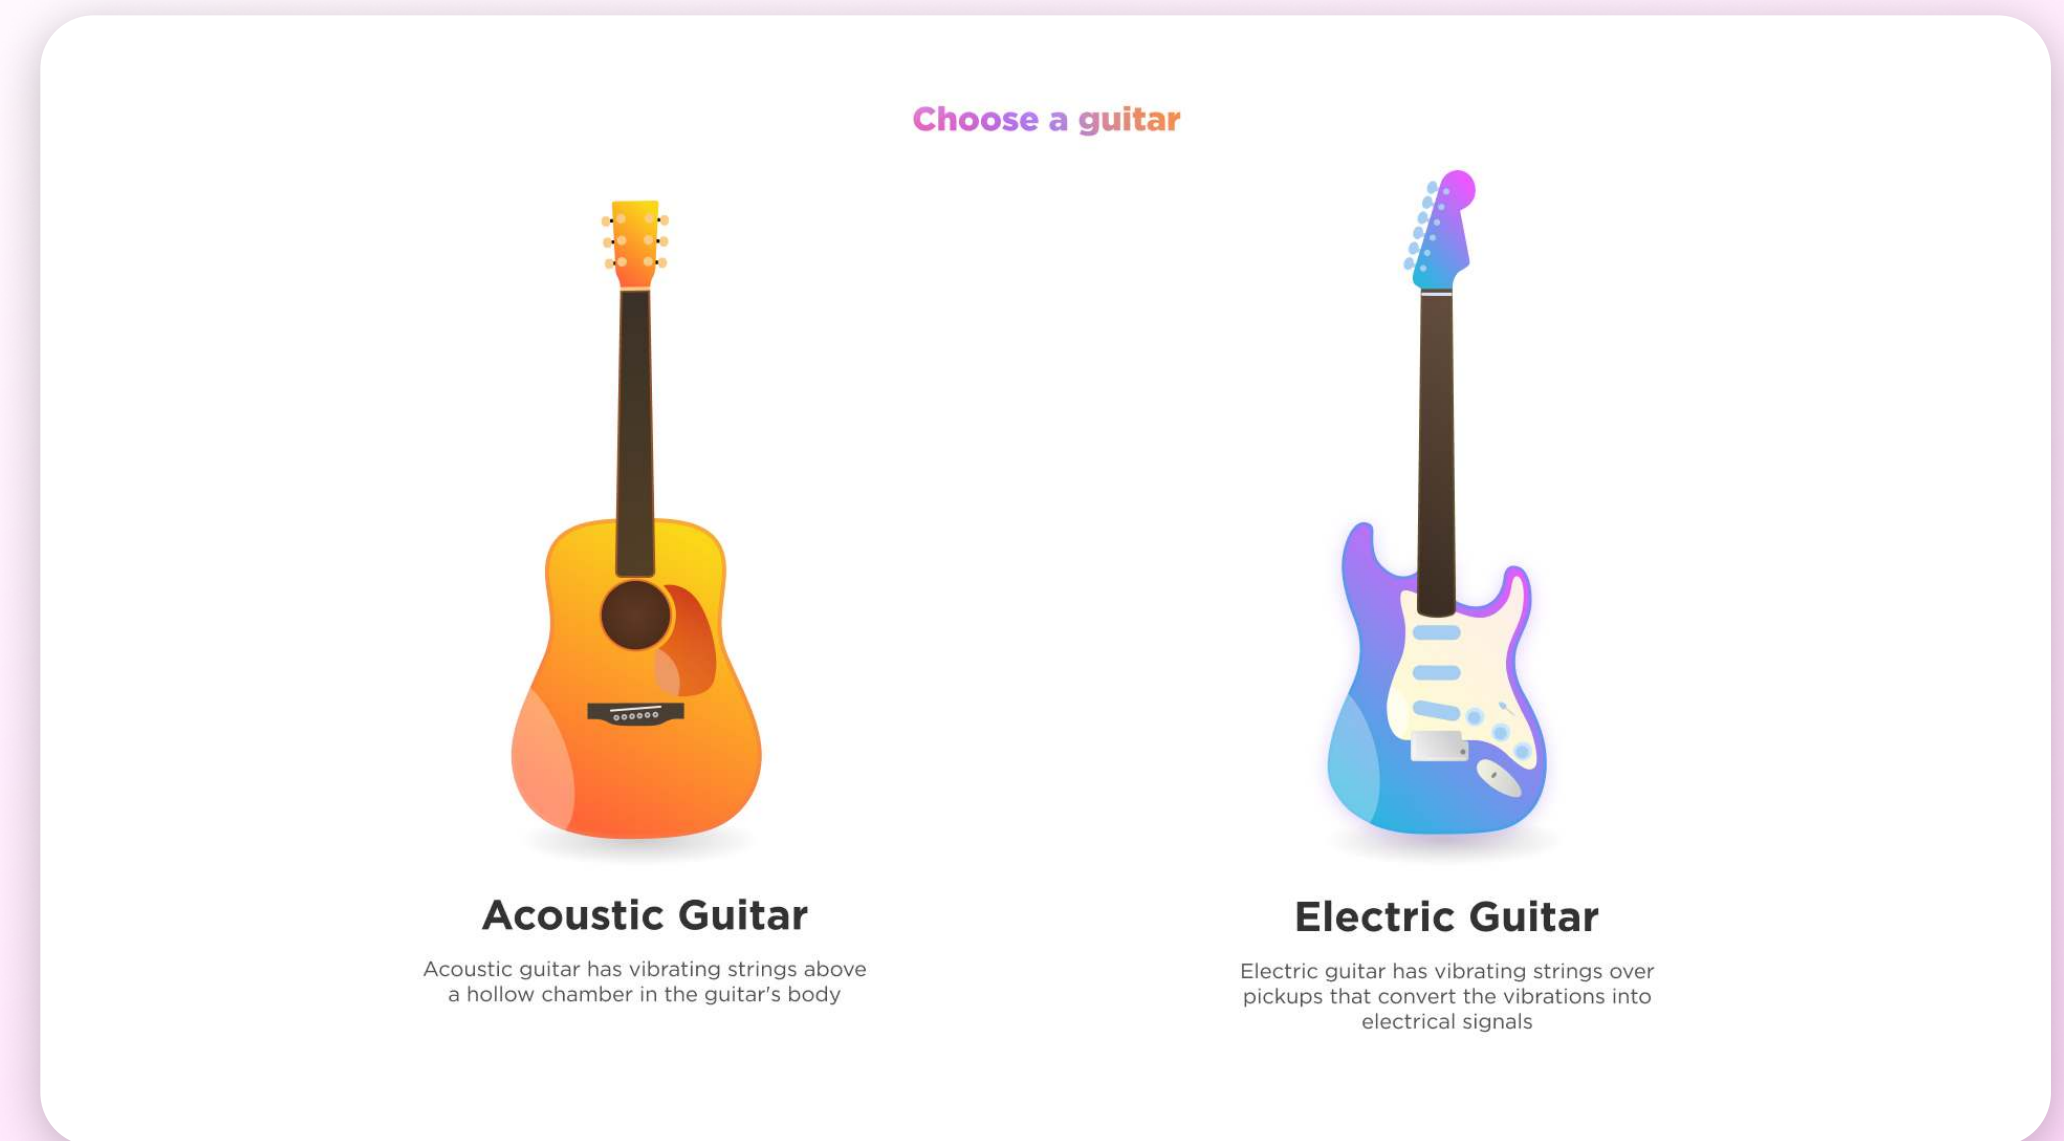 Choose a guitar
Acoustic Guitar
Acoustic guitar has vibrating strings above
a hollow chamber in the guitar's body
Electric Guitar
Electric guitar has vibrating strings over
pickups that convert the vibrations into
electrical signals